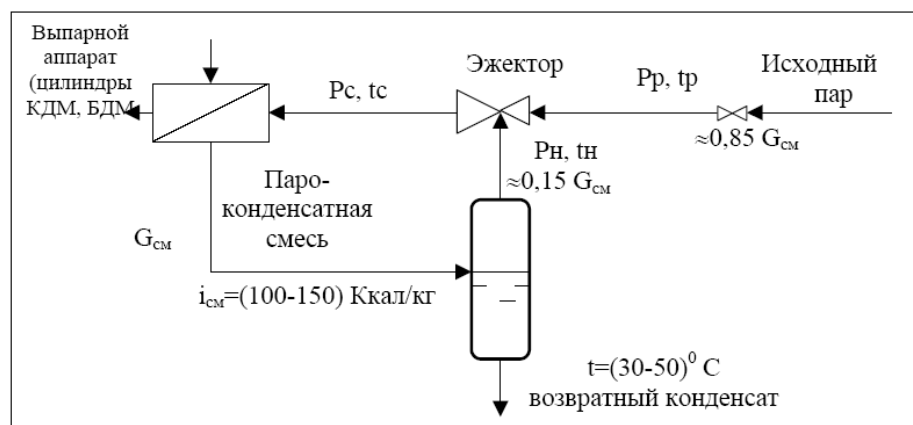 Выпарной
аппарат
(цилиндры
КДМ, БДМ
Pc, tc
Эжектор
Pp, tp
Исходный
пар
≈0,85 Gсм
Pн, tн
≈0,15 Gсм
Паро-
конденсатная
смесь
Gсм
iсм=(100-150) Ккал/кг
t=(30-50)⁰ C
возвратный конденсат